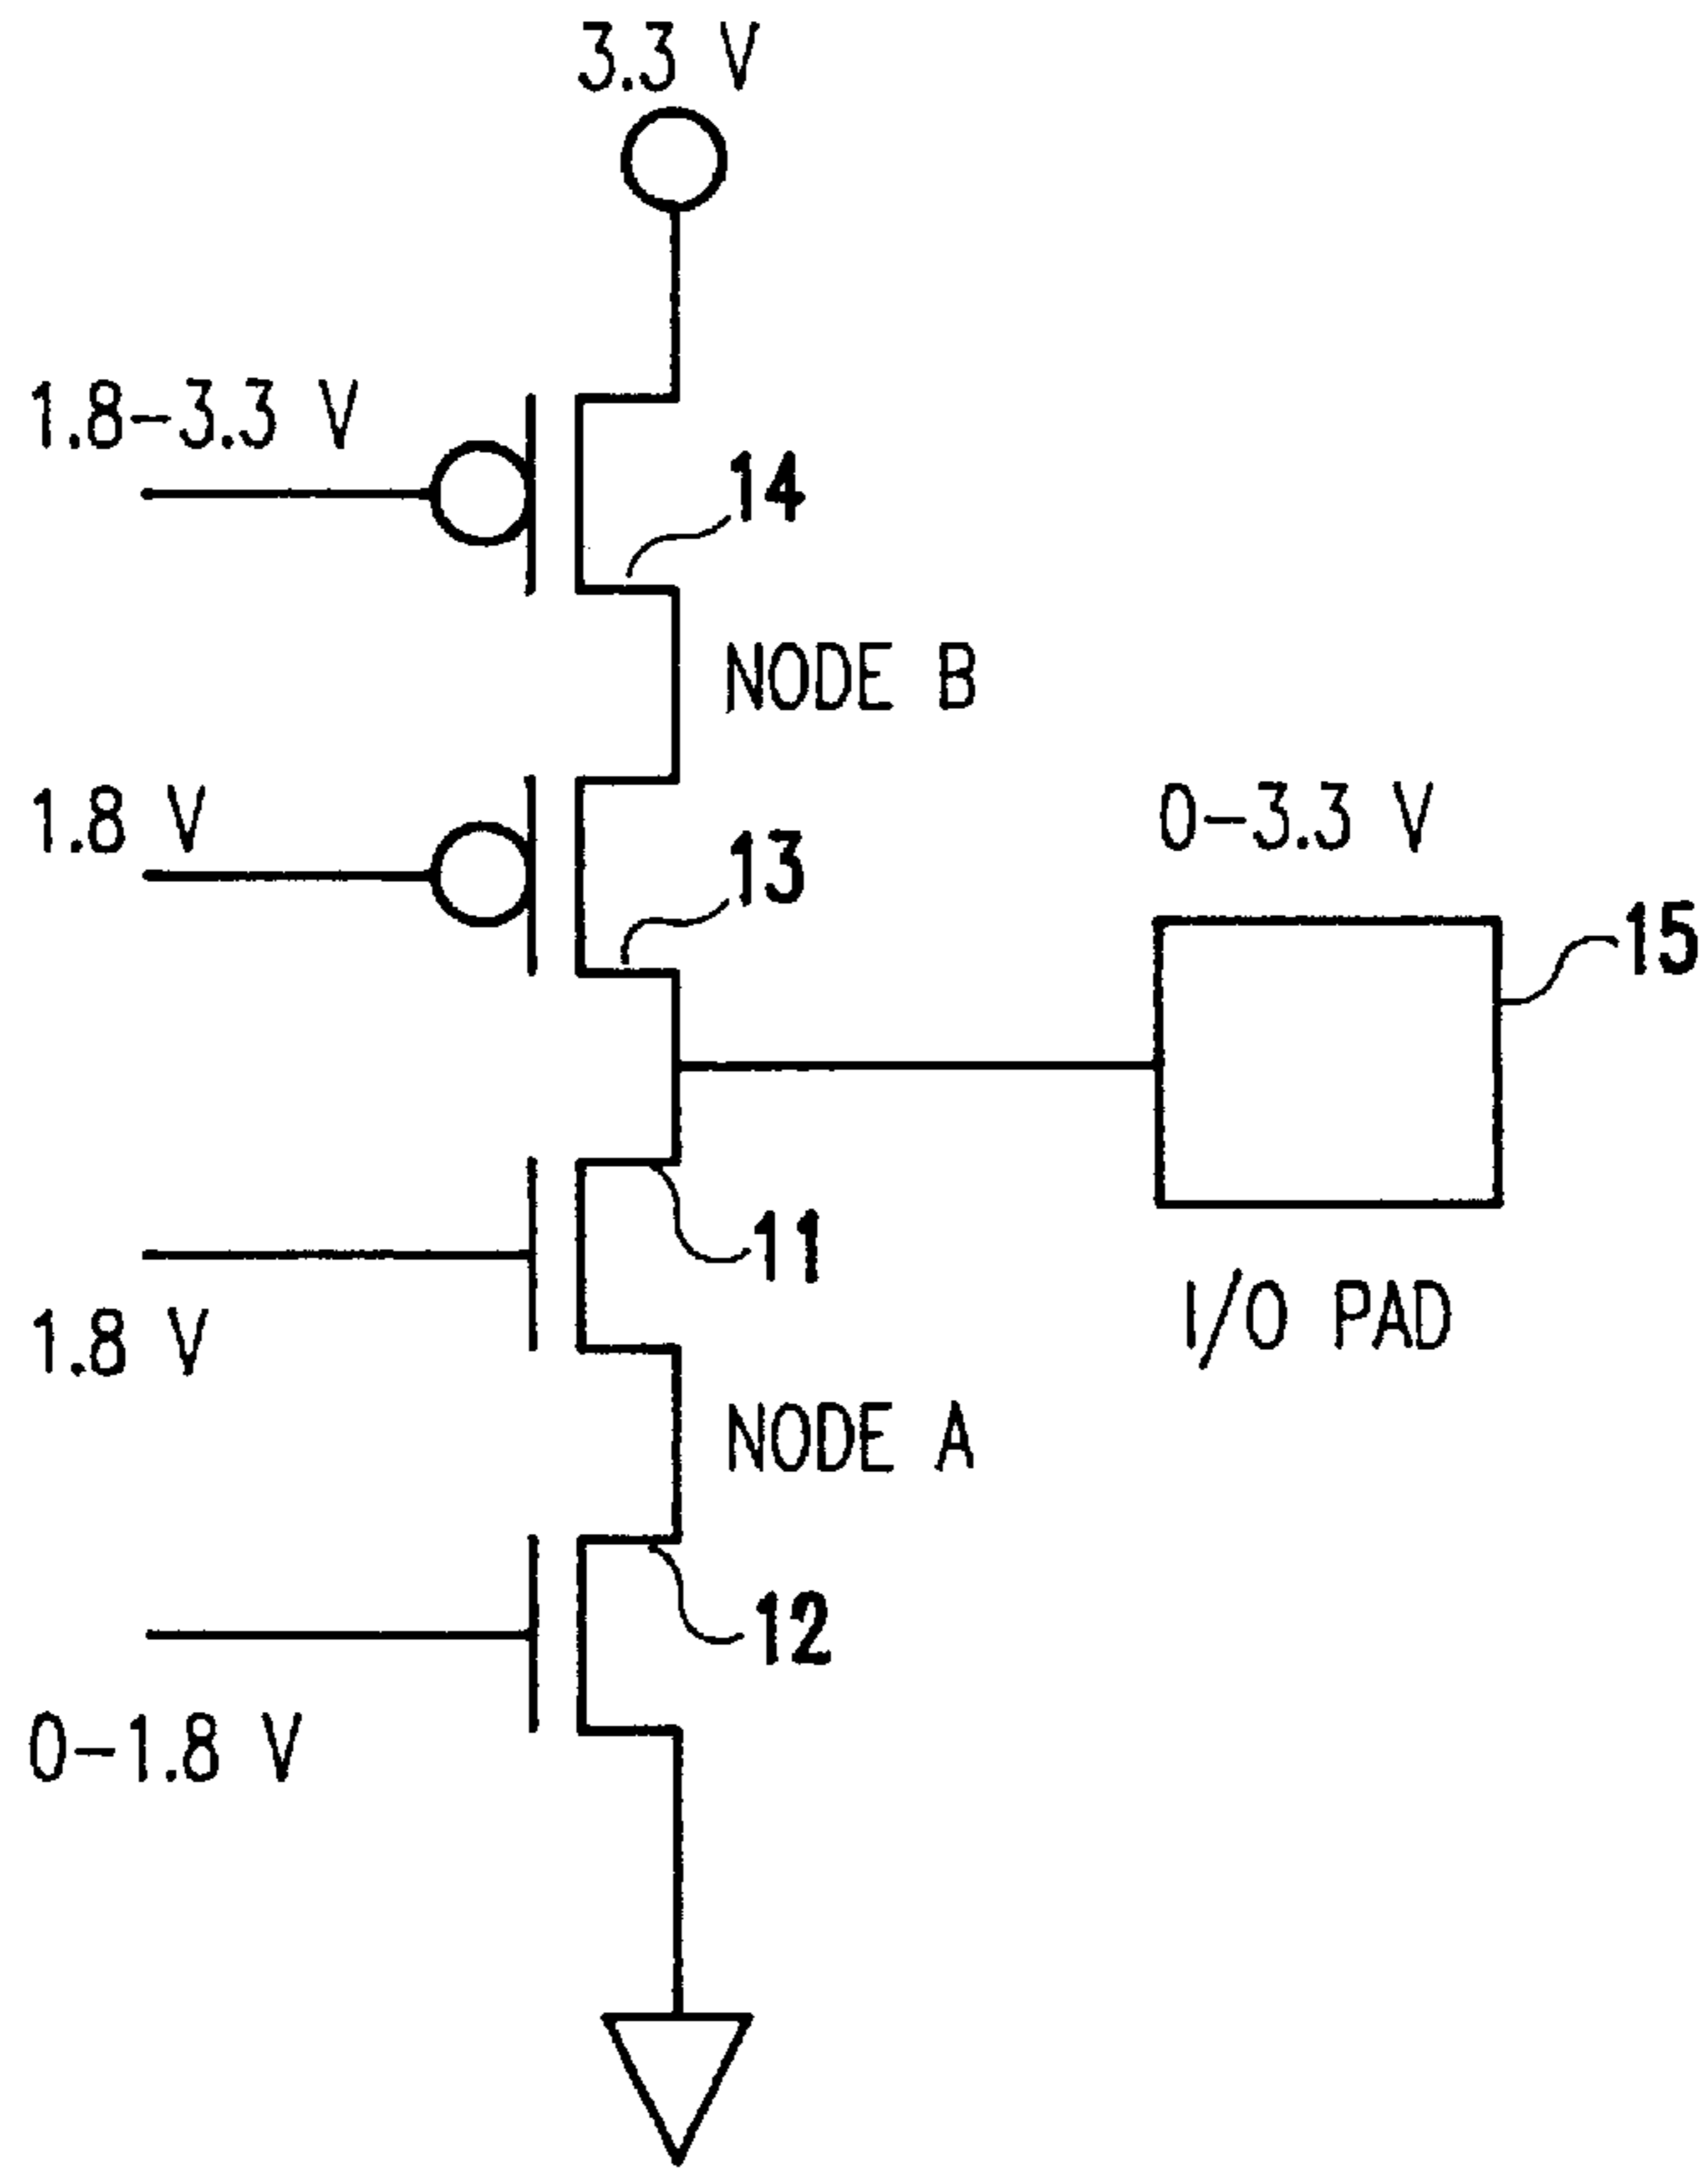 3.3 V
1.8-3.3 V
14
NODE B
1.8 V
13
0-3.3 V
15
11
1.8 V
I/O PAD
NODE A
12
0-1.8 V